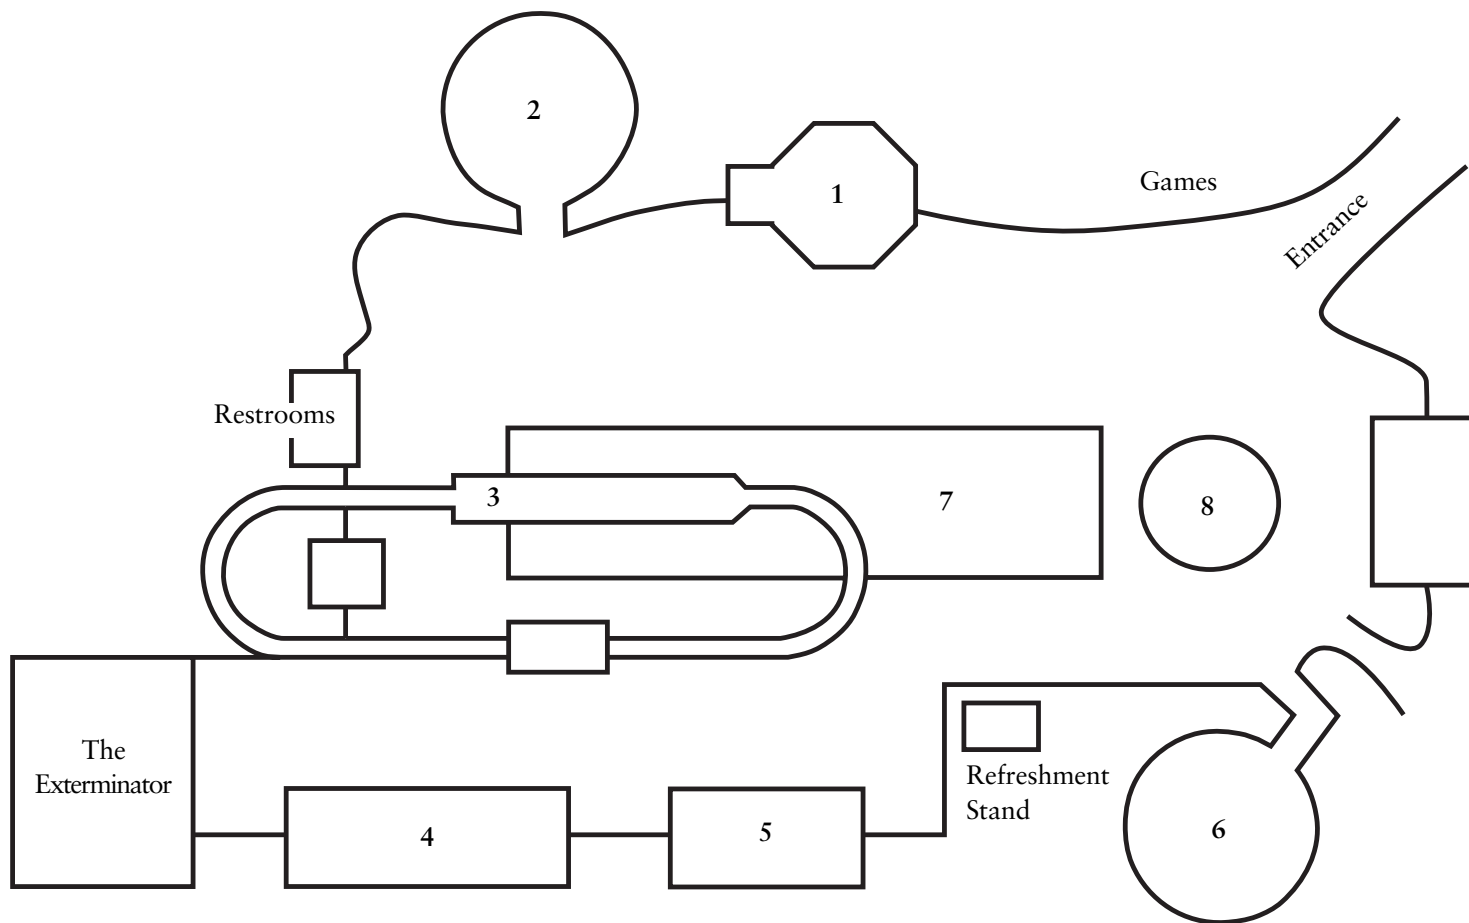 2
1
Games
Entrance
Restrooms
3
7
8
The
Exterminator
Refreshment
Stand
4
5
6